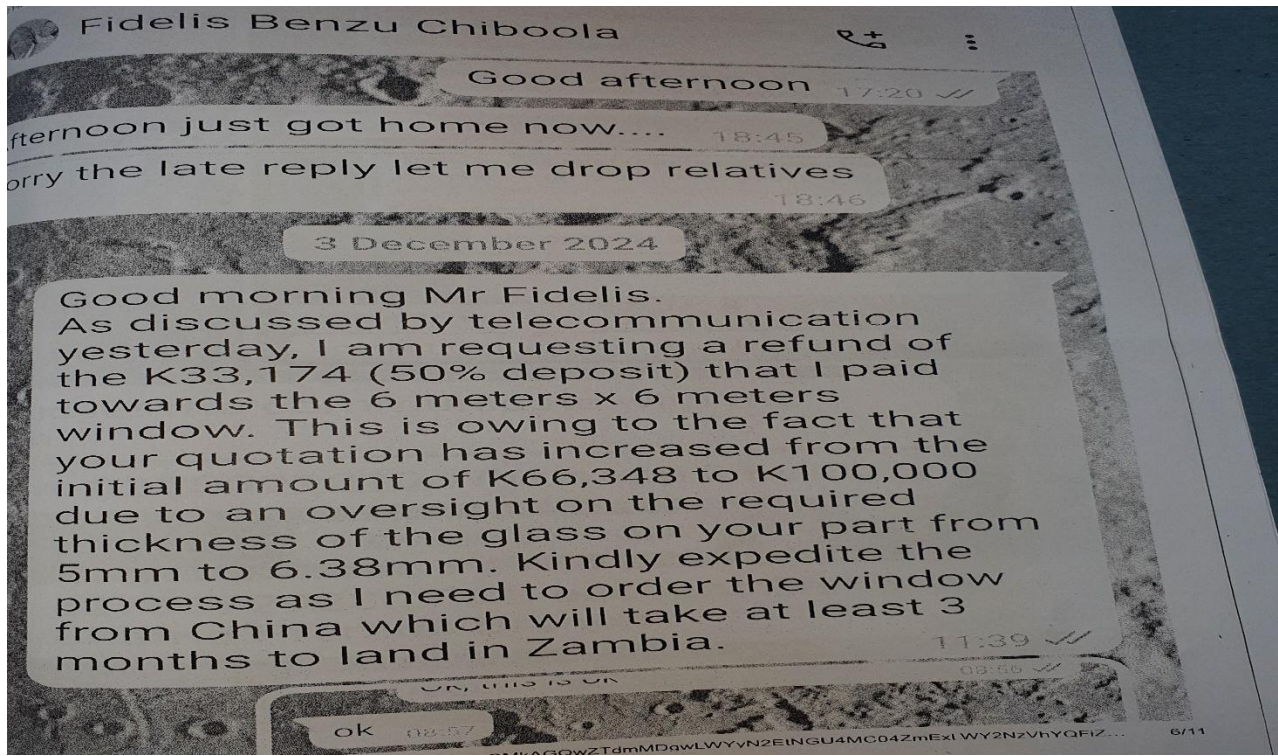 Fidelis Benzu Chiboola
Good afternoon 17:20
fternoon just got home now.... 18:45
orry the late reply let me drop relatives
18:46
3 December 2024
Good morning Mr Fidelis.
As discussed by telecommunication
yesterday, I am requesting a refund of
the K33,174 (50% deposit) that I paid
towards the 6 meters x 6 meters
window. This is owing to the fact that
your quotation has increased from the
initial amount of K66,348 to K100,000
due to an oversight on the required
thickness of the glass on your part from
5mm to 6.38mm. Kindly expedite the
process as I need to order the window
from China which will take at least 3
months to land in Zambia. 11:39
08:56
ok 08:57
6/11